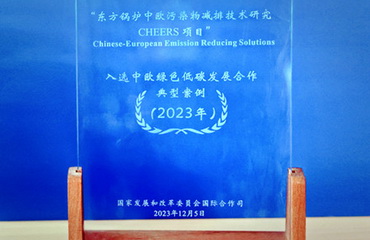 “东方锅炉中欧污染物减排技术研究
CHEERS 项目”
Chinese-European Emission Reducing Solutions
入选中欧绿色低碳发展合作
典型案例
（2023年）
国家发展和改革委员会国际合作司
2023年12月5日